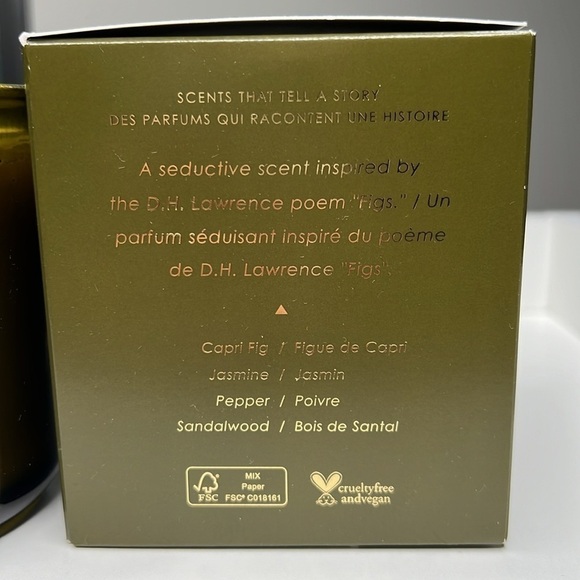 SCENTS THAT TELL A STORY
DES PARFUMS QUI RACONTENT UNE HISTOIRE
A seductive scent inspired by
the D.H. Lawrence poem "Figs." / Un
parfum séduisant inspiré du poème
de D.H. Lawrence "Figs".
Capri Fig / Figue de Capri
Jasmine / Jasmin
Pepper / Poivre
Sandalwood / Bois de Santal
FSC
MIX
Paper
FSC® C018161
crueltyfree
andvegan